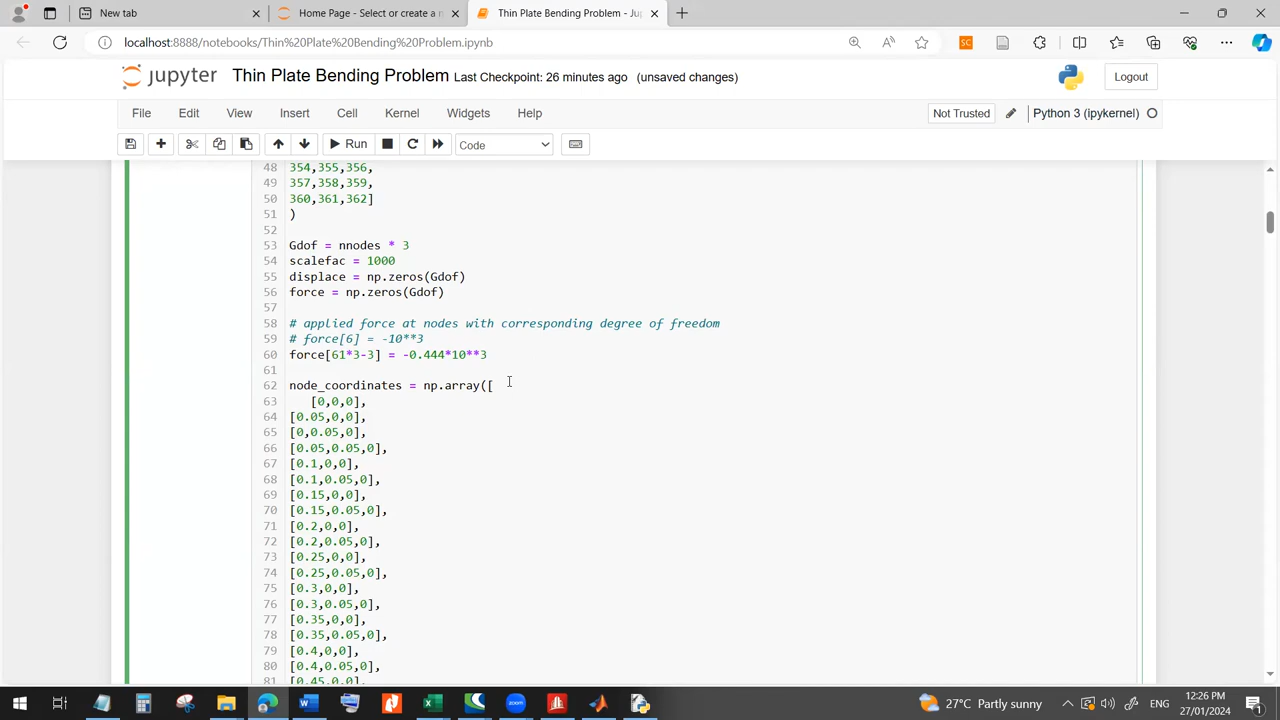 New tab
Home Page - Select or create a n
Thin Plate Bending Problem - Ju
localhost:8888/notebooks/Thin%20Plate%20Bending%20Problem.ipynb
jupyter Thin Plate Bending Problem Last Checkpoint: 26 minutes ago (unsaved changes)
Logout
File Edit View Insert Cell Kernel Widgets Help
Not Trusted
Python 3 (ipykernel)
Run
Code
48 354,355,356,
49 357,358,359,
50 360,361,362]
51 )
52
53 Gdof = nnodes * 3
54 scalefac = 1000
55 displace = np.zeros(Gdof)
56 force = np.zeros(Gdof)
57
58 # applied force at nodes with corresponding degree of freedom
59 # force[6] = -10**3
60 force[61*3-3] = -0.444*10**3
61
62 node_coordinates = np.array([
63 [0,0,0],
64 [0.05,0,0],
65 [0,0.05,0],
66 [0.05,0.05,0],
67 [0.1,0,0],
68 [0.1,0.05,0],
69 [0.15,0,0],
70 [0.15,0.05,0],
71 [0.2,0,0],
72 [0.2,0.05,0],
73 [0.25,0,0],
74 [0.25,0.05,0],
75 [0.3,0,0],
76 [0.3,0.05,0],
77 [0.35,0,0],
78 [0.35,0.05,0],
79 [0.4,0,0],
80 [0.4,0.05,0],
81 [0.45,0,0],
27°C Partly sunny
ENG
12:26 PM
27/01/2024